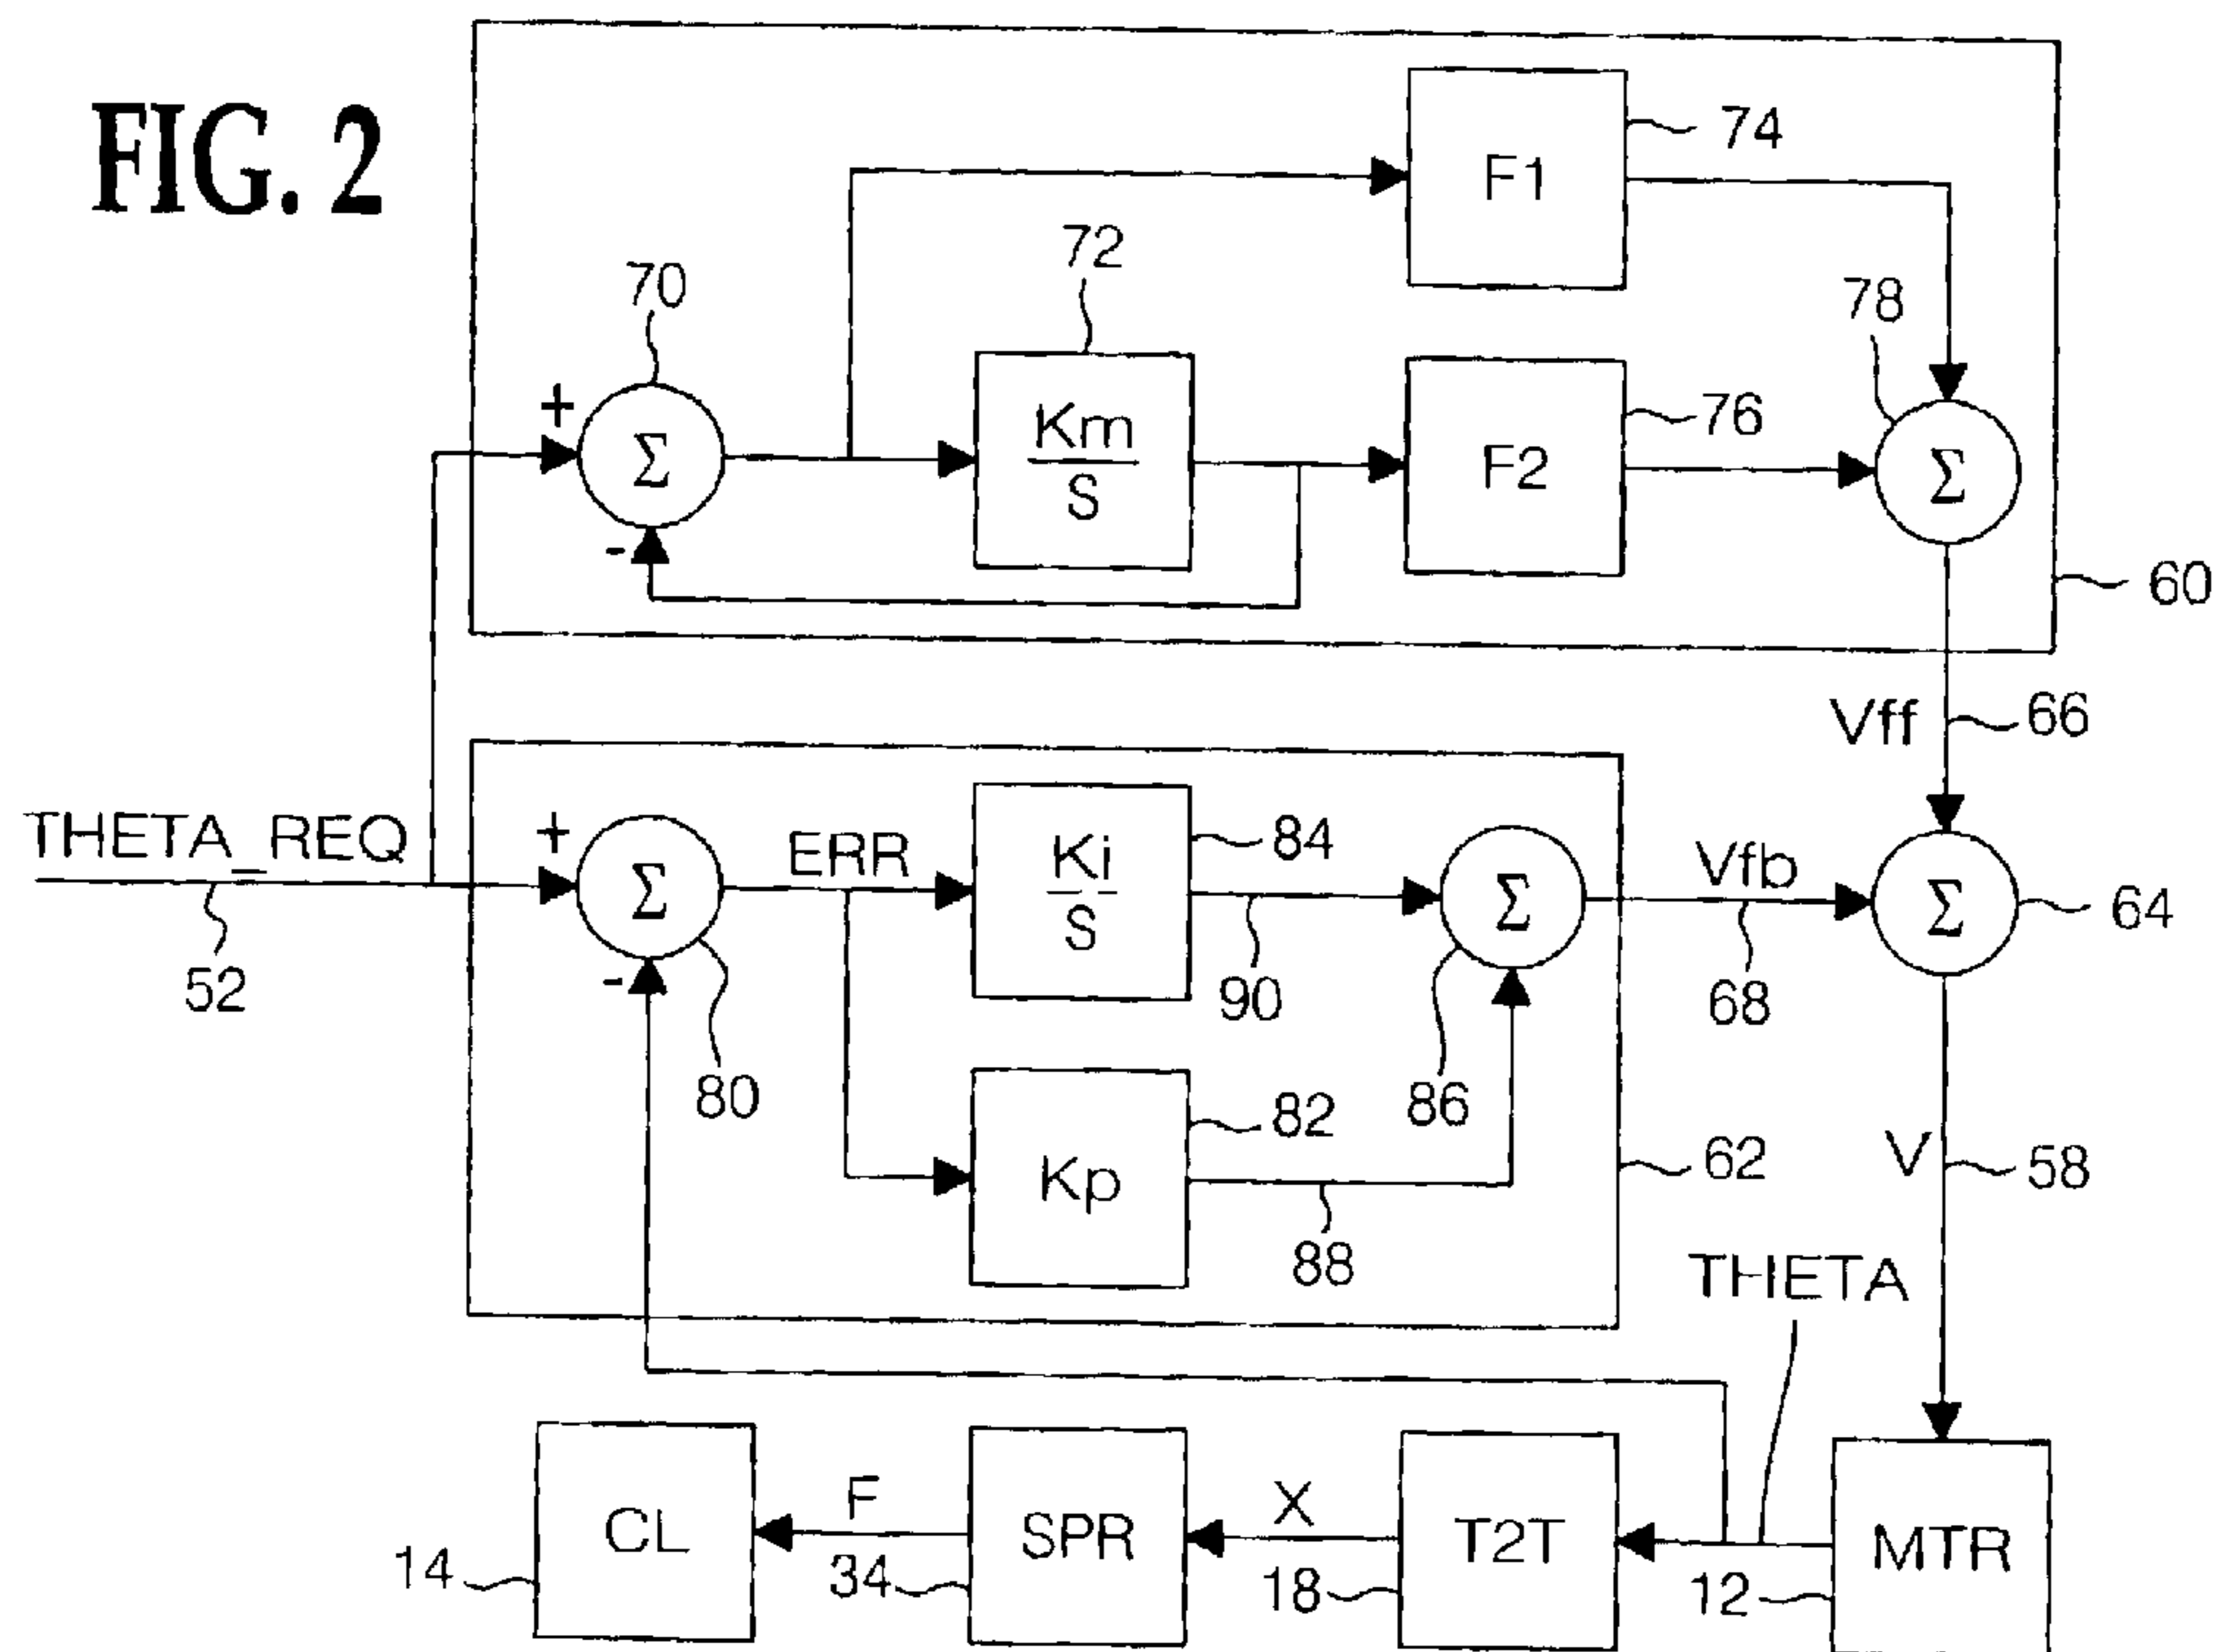 FIG. 2
74
F1
72
70
78
+
Σ
Km
S
F2
76
Σ
-
60
Vff
66
THETA_REQ
+
Σ
ERR
Ki
S
84
Σ
Vfb
Σ
64
52
-
90
68
80
86
82
Kp
62
V
58
88
THETA
CL
F
SPR
X
T2T
MTR
14
34
18
12